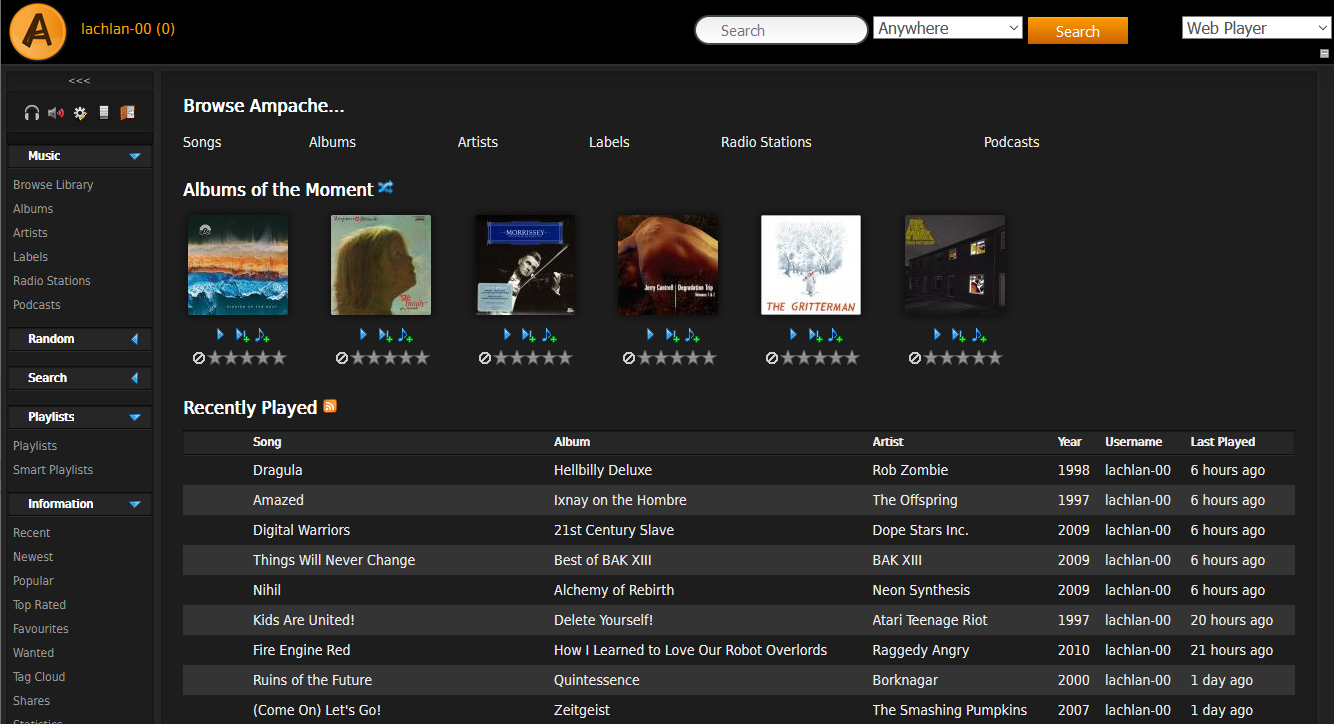 lachlan-00 (0)
Search Anywhere Search Web Player
<<<
Music
Browse Library
Albums
Artists
Labels
Radio Stations
Podcasts
Random
Search
Playlists
Playlists
Smart Playlists
Information
Recent
Newest
Popular
Top Rated
Favourites
Wanted
Tag Cloud
Shares
Statistics
Browse Ampache...
Songs Albums Artists Labels Radio Stations Podcasts
Albums of the Moment
MORRISSEY
Jerry Cantrell | Degradation Trip
Volumes 1 & 2
THE GRITTERMAN
Recently Played
Song Album Artist Year Username Last Played
Dragula Hellbilly Deluxe Rob Zombie 1998 lachlan-00 6 hours ago
Amazed Ixnay on the Hombre The Offspring 1997 lachlan-00 6 hours ago
Digital Warriors 21st Century Slave Dope Stars Inc. 2009 lachlan-00 6 hours ago
Things Will Never Change Best of BAK XIII BAK XIII 2009 lachlan-00 6 hours ago
Nihil Alchemy of Rebirth Neon Synthesis 2009 lachlan-00 6 hours ago
Kids Are United! Delete Yourself! Atari Teenage Riot 1997 lachlan-00 20 hours ago
Fire Engine Red How I Learned to Love Our Robot Overlords Raggedy Angry 2010 lachlan-00 21 hours ago
Ruins of the Future Quintessence Borknagar 2000 lachlan-00 1 day ago
(Come On) Let's Go! Zeitgeist The Smashing Pumpkins 2007 lachlan-00 1 day ago